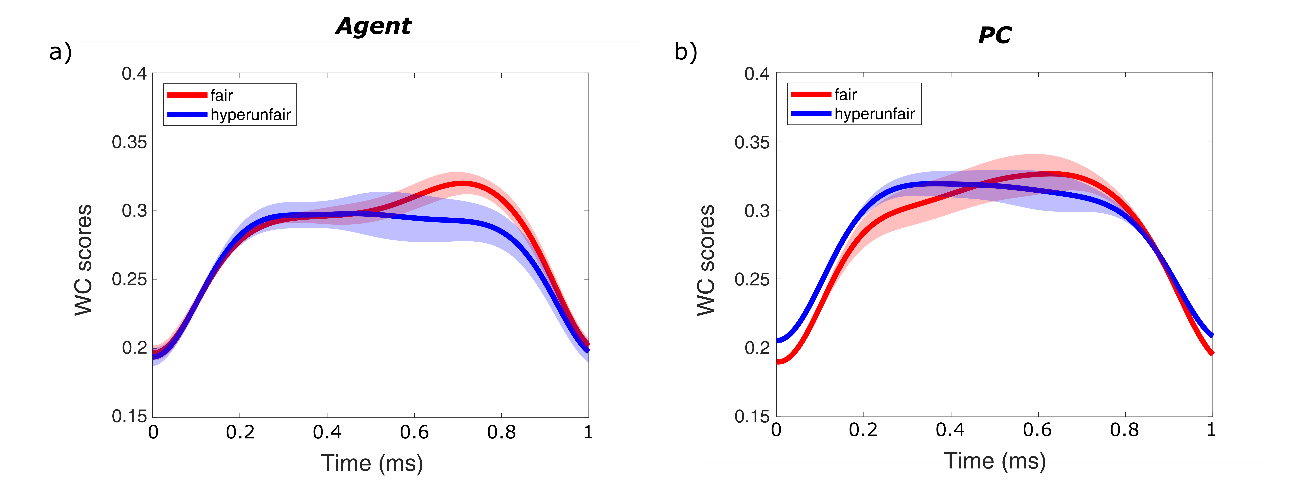 Agent
a)
0.4
0.35
0.3
0.25
0.2
0.15
WC scores
fair
hyperunfair
0 0.2 0.4 0.6 0.8 1
Time (ms)
PC
b)
0.4
0.35
0.3
0.25
0.2
0.15
WC scores
fair
hyperunfair
0 0.2 0.4 0.6 0.8 1
Time (ms)